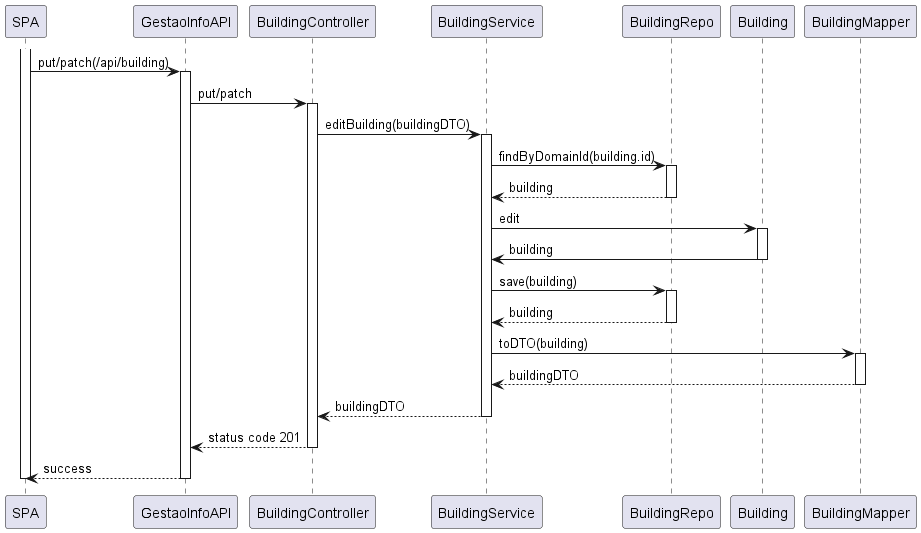 SPA
GestaoInfoAPI
BuildingController
BuildingService
BuildingRepo
Building
BuildingMapper
put/patch(/api/building)
put/patch
editBuilding(buildingDTO)
findByDomainId(building.id)
building
edit
building
save(building)
building
toDTO(building)
buildingDTO
buildingDTO
status code 201
success
SPA
GestaoInfoAPI
BuildingController
BuildingService
BuildingRepo
Building
BuildingMapper